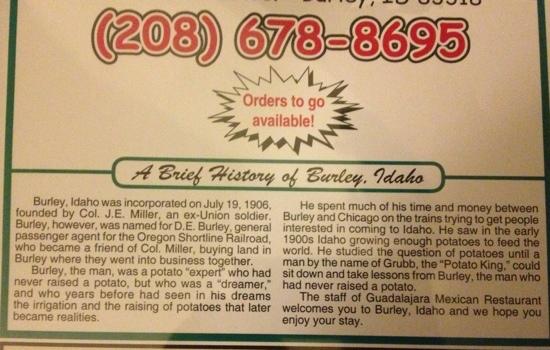 Burley, ID 83318
(208) 678-8695
Orders to go
available!
A Brief History of Burley, Idaho
Burley, Idaho was incorporated on July 19, 1906,
founded by Col. J.E. Miller, an ex-Union soldier.
Burley, however, was named for D.E. Burley, general
passenger agent for the Oregon Shortline Railroad,
who became a friend of Col. Miller, buying land in
Burley where they went into business together.
Burley, the man, was a potato “expert” who had
never raised a potato, but who was a “dreamer,”
and who years before had seen in his dreams
the irrigation and the raising of potatoes that later
became realities.
He spent much of his time and money between
Burley and Chicago on the trains trying to get people
interested in coming to Idaho. He saw in the early
1900s Idaho growing enough potatoes to feed the
world. He studied the question of potatoes until a
man by the name of Grubb, the “Potato King,” could
sit down and take lessons from Burley, the man who
had never raised a potato.
The staff of Guadalajara Mexican Restaurant
welcomes you to Burley, Idaho and we hope you
enjoy your stay.